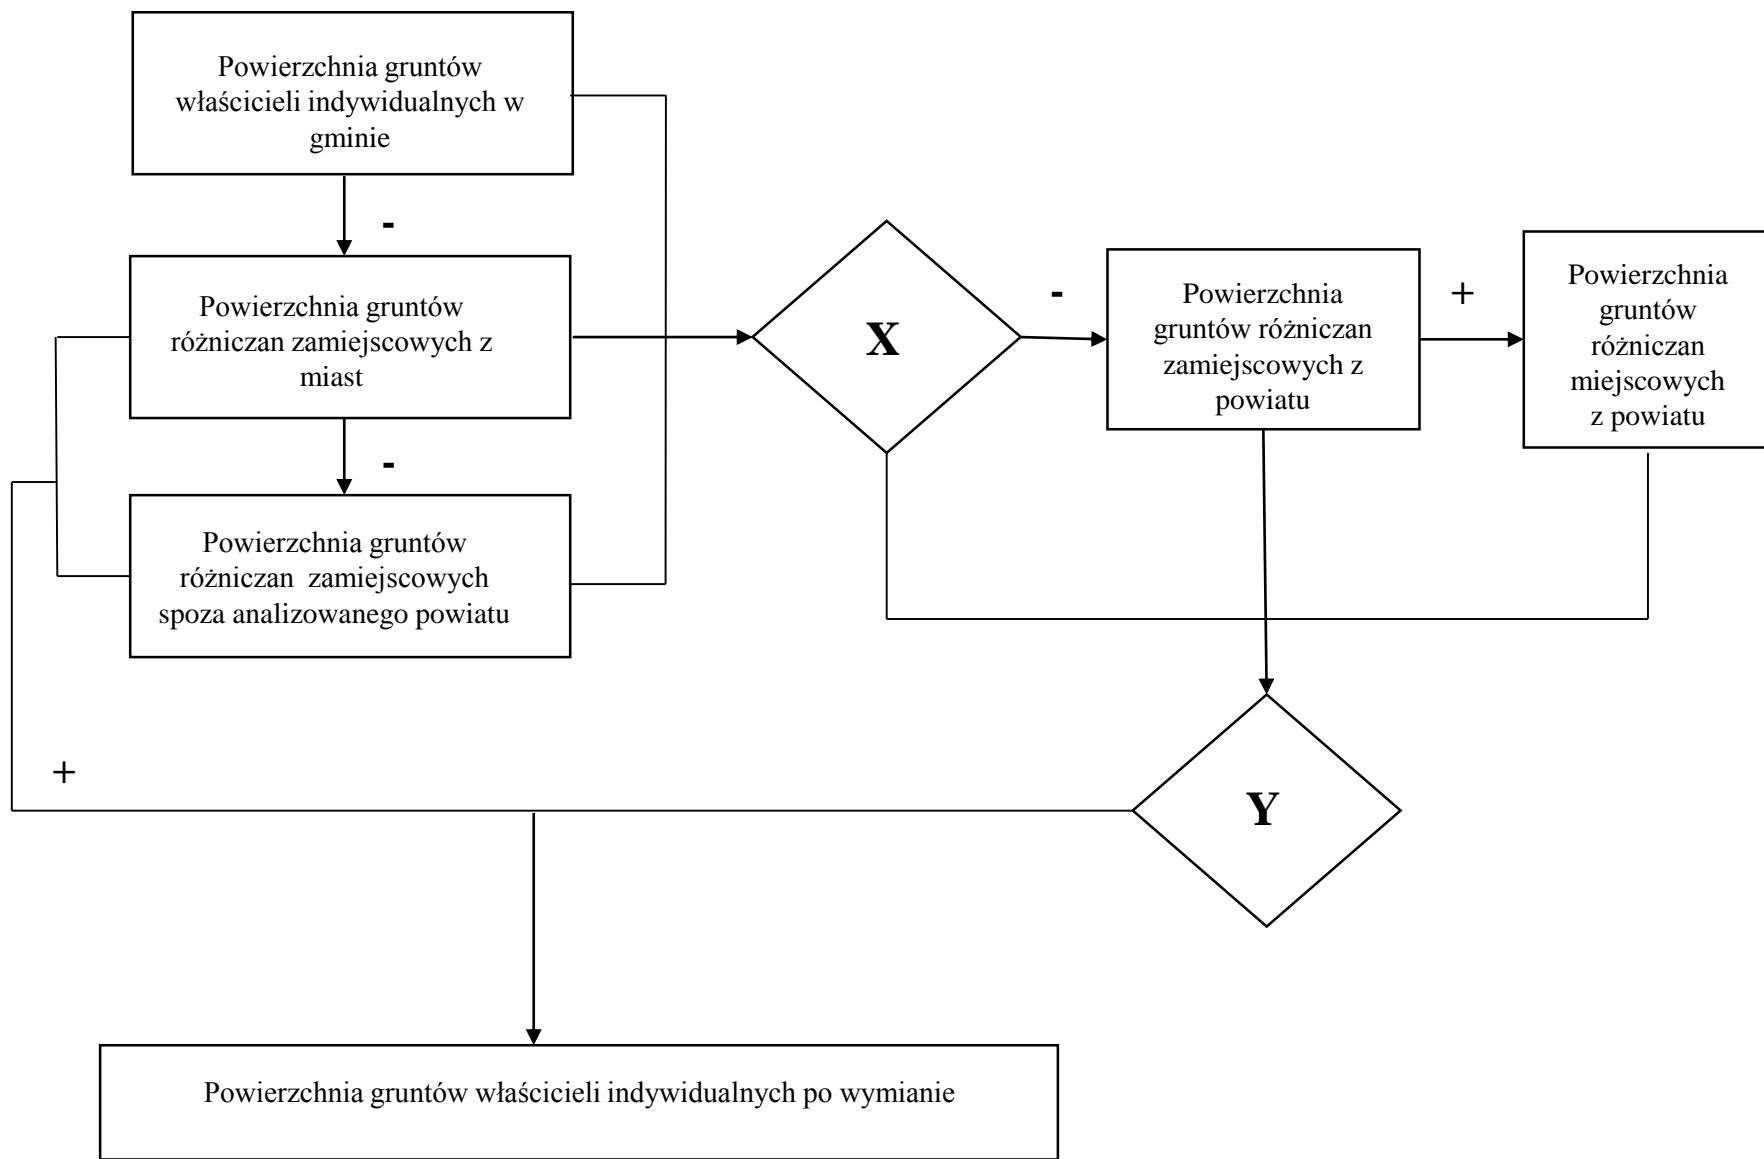 Powierzchnia gruntów
właścicieli indywidualnych w
gminie
-
Powierzchnia gruntów
różniczan zamiejscowych z
miast
-
Powierzchnia gruntów
różniczan zamiejscowych
spoza analizowanego powiatu
X
-
Powierzchnia
gruntów różniczan
zamiejscowych z
powiatu
+
Powierzchnia
gruntów
różniczan
miejscowych
z powiatu
+
Y
Powierzchnia gruntów właścicieli indywidualnych po wymianie